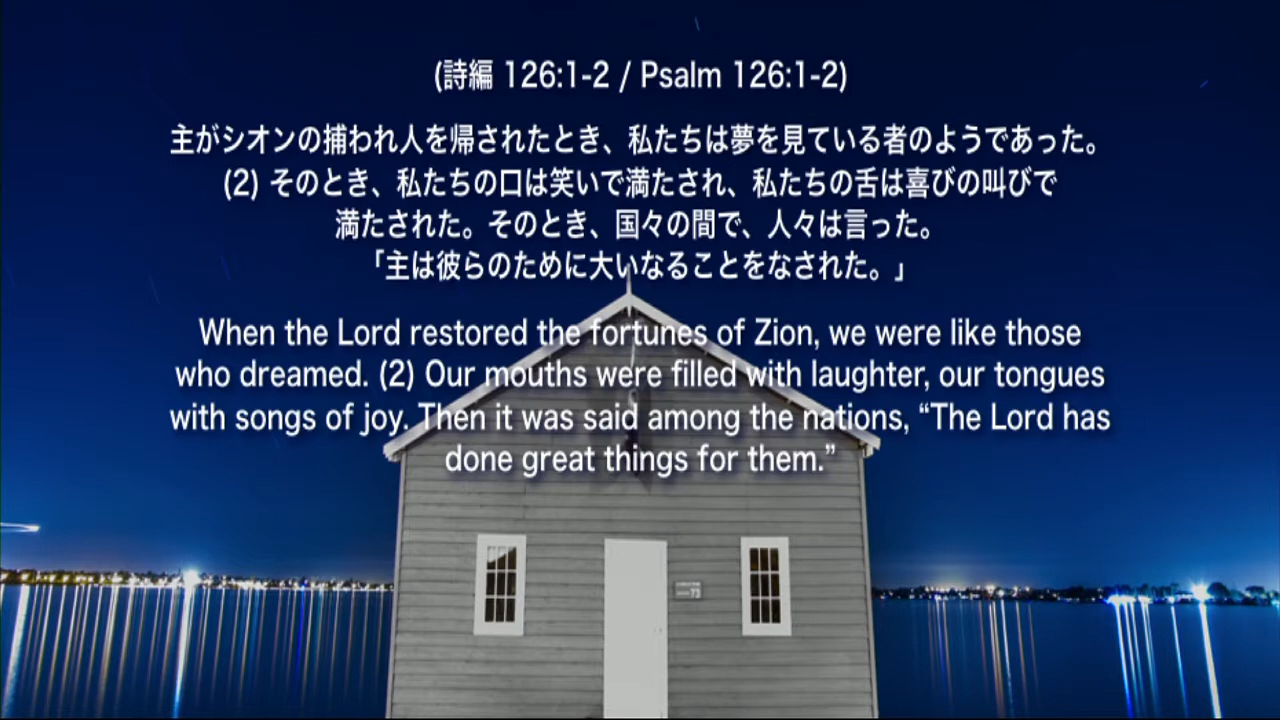 (詩編 126:1-2 / Psalm 126:1-2)
主がシオンの捕われ人を帰されたとき、私たちは夢を見ている者のようであった。
(2) そのとき、私たちの口は笑いで満たされ、私たちの舌は喜びの叫びで
満たされた。そのとき、国々の間で、人々は言った。
「主は彼らのために大いなることをなされた。」
When the Lord restored the fortunes of Zion, we were like those
who dreamed. (2) Our mouths were filled with laughter, our tongues
with songs of joy. Then it was said among the nations, “The Lord has
done great things for them.”
73